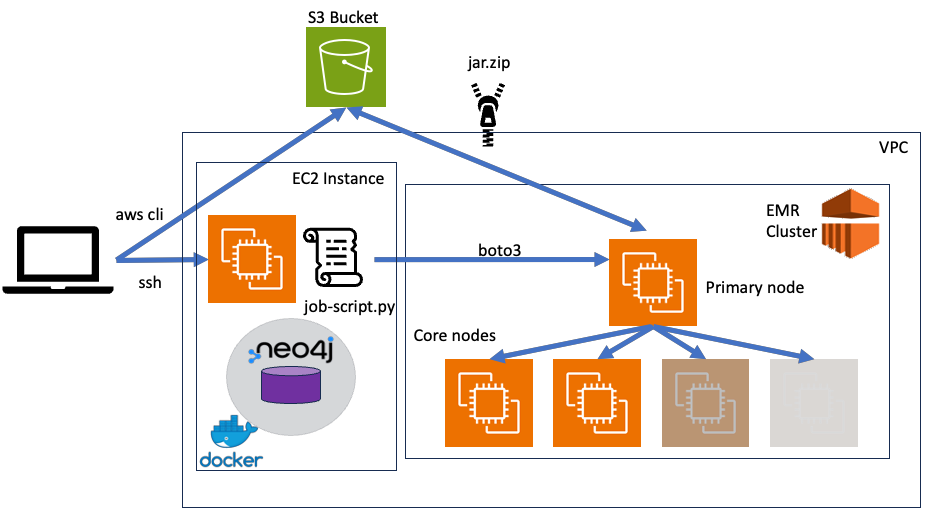 S3 Bucket
jar.zip
VPC
EC2 Instance
EMR
Cluster
aws cli
ssh
boto3
job-script.py
Primary node
Core nodes
neo4j
docker